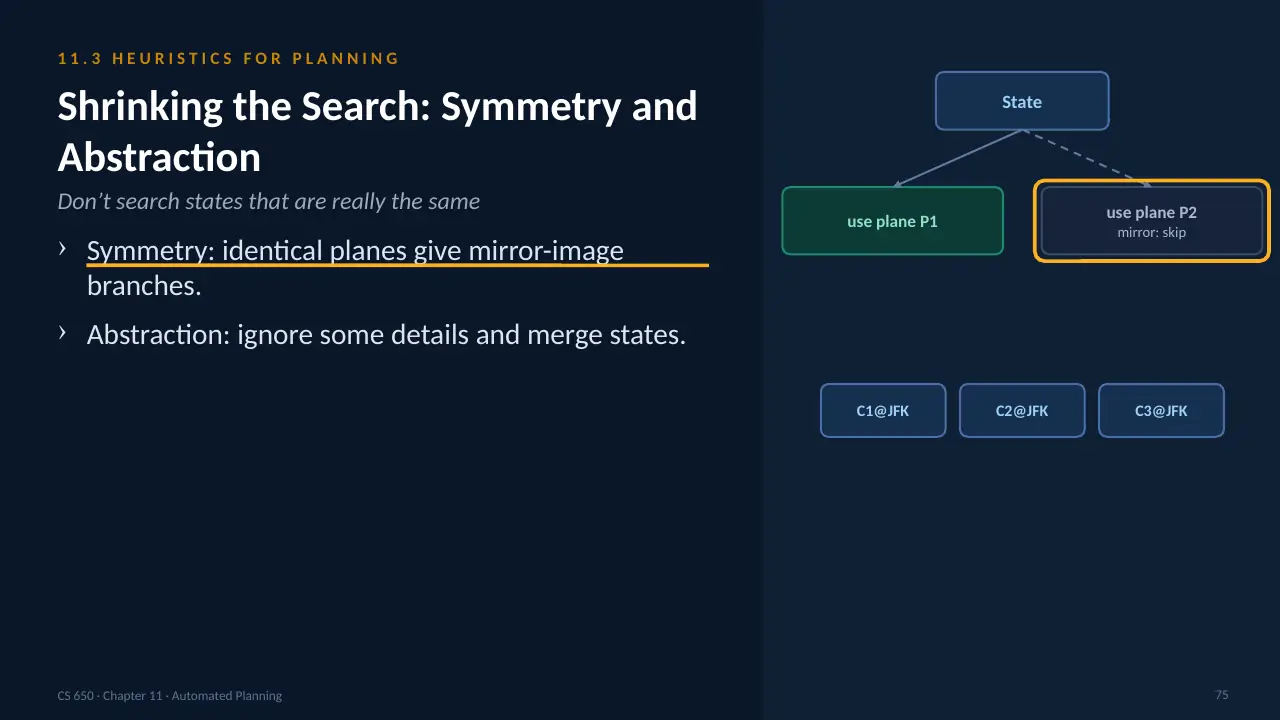 11.3 HEURISTICS FOR PLANNING
Shrinking the Search: Symmetry and
Abstraction
Don’t search states that are really the same
› Symmetry: identical planes give mirror-image
branches.
› Abstraction: ignore some details and merge states.
State
use plane P1
use plane P2
mirror: skip
C1@JFK
C2@JFK
C3@JFK
CS 650 · Chapter 11 · Automated Planning
75